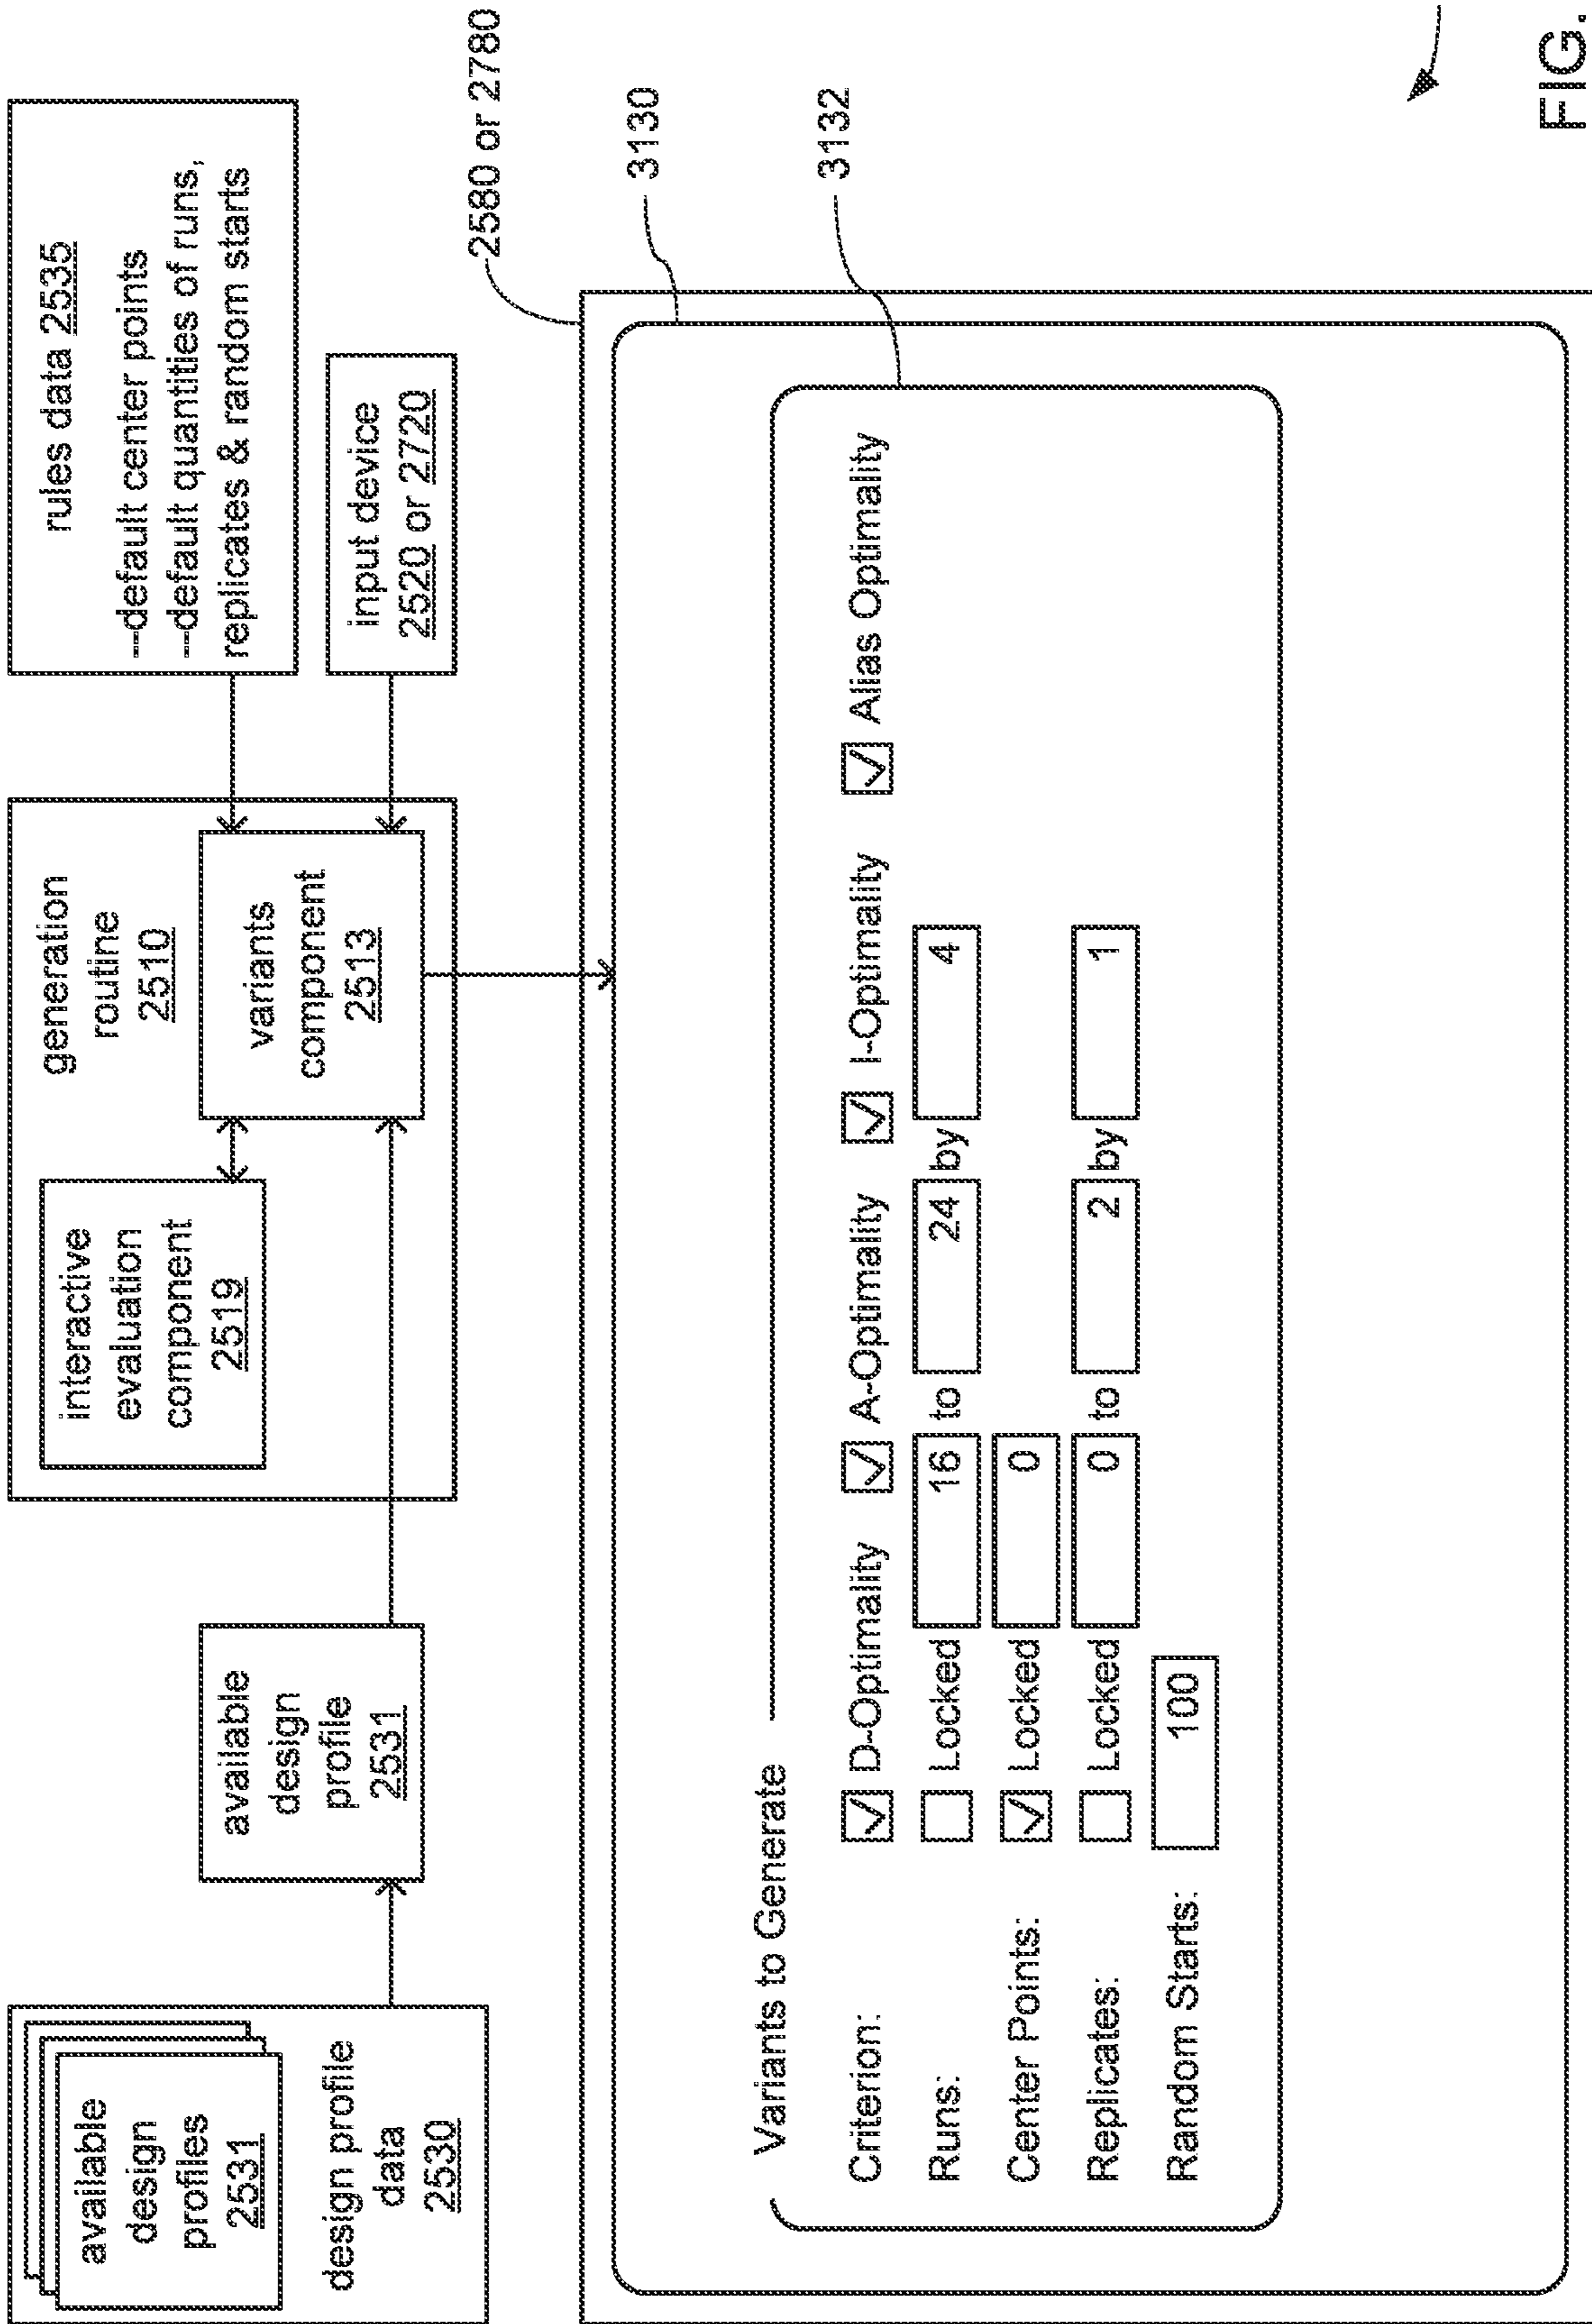 available
design
profiles
2531
design profile
data
2530
available
design
profile
2531
interactive
evaluation
component
2519
generation
routine
2510
variants
component
2513
rules data 2535
--default center points
--default quantities of runs,
replicates & random starts
input device
2520 or 2720
2580 or 2780
3130
3132
Variants to Generate
Criterion: D-Optimality A-Optimality I-Optimality Alias Optimality
Runs: Locked 16 to 24 by 4
Center Points: Locked 0
Replicates: Locked 0 to 2 by 1
Random Starts: 100
FIG.